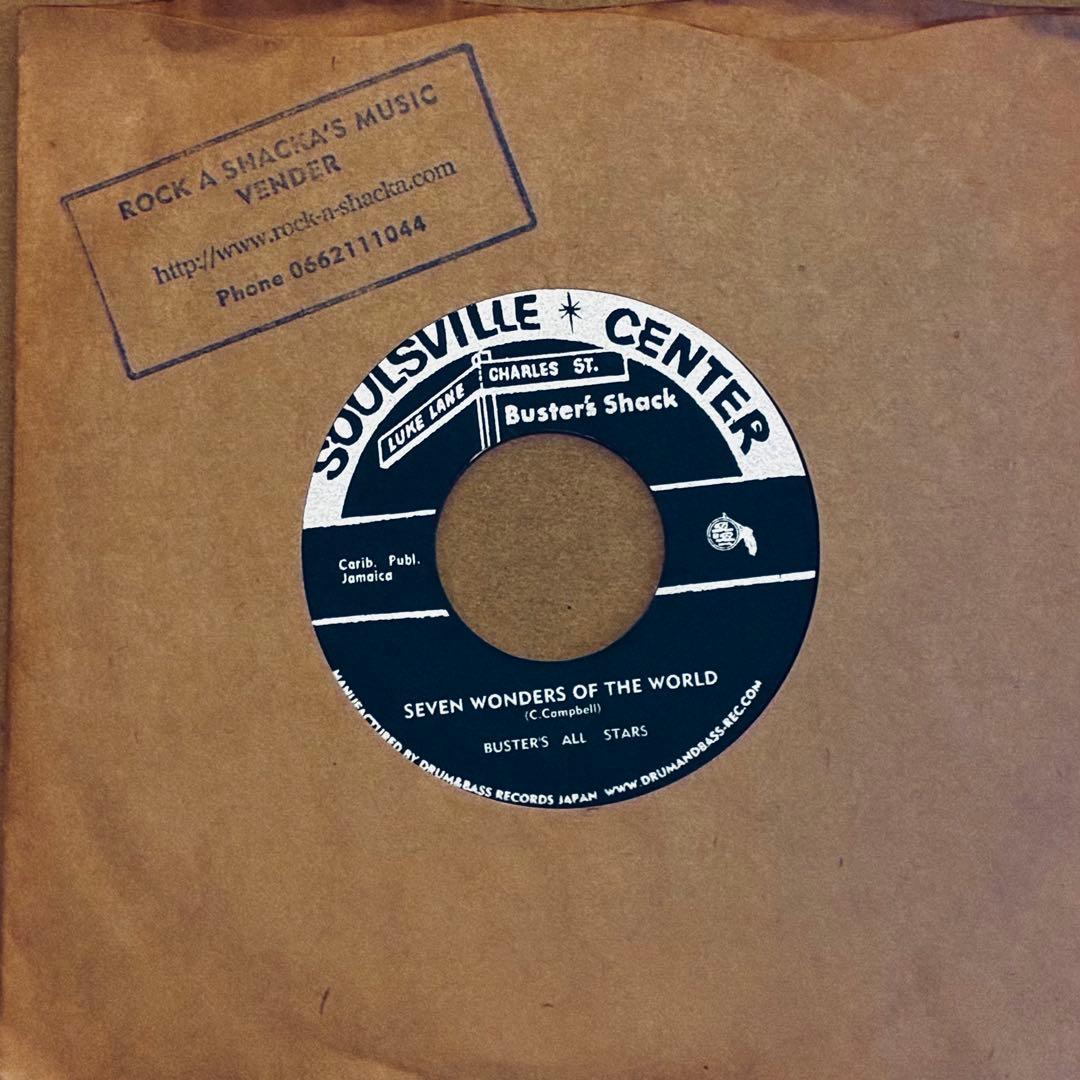 ROCK A SHACKA'S MUSIC
VENDER
http://www.rock-a-shacka.com
Phone 0662111044
SOULSVILLE * CENTER
LUKE LANE
CHARLES ST.
Buster's Shack
Carib. Publ.
Jamaica
SEVEN WONDERS OF THE WORLD
(C.Campbell)
BUSTER'S ALL STARS
MANUFACTURED BY DRUM&BASS RECORDS JAPAN WWW.DRUMANDBASS-REC.COM